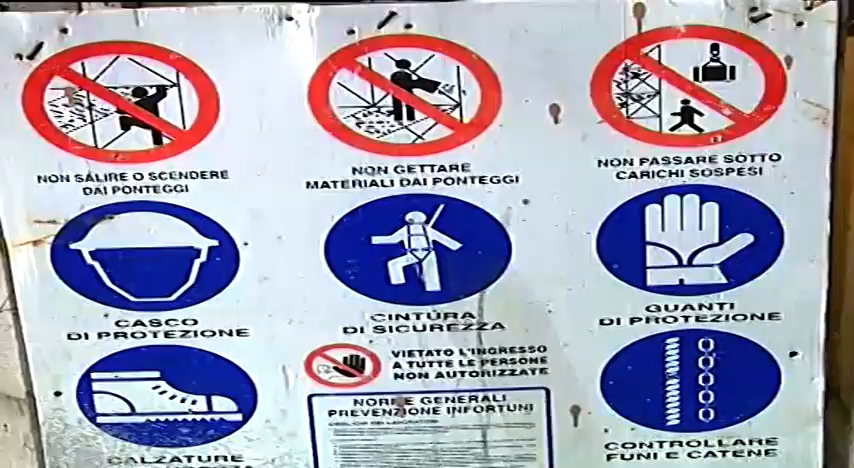 NON SALIRE O SCENDERE
DAI PONTEGGI
NON GETTARE
MATERIALI DAI PONTEGGI
NON PASSARE SOTTO
CARICHI SOSPESI
CASCO
DI PROTEZIONE
CINTURA
DI SICUREZZA
GUANTI
DI PROTEZIONE
VIETATO L'INGRESSO
A TUTTE LE PERSONE
NON AUTORIZZATE
NORME GENERALI
PREVENZIONE INFORTUNI
CALZATURE
CONTROLLARE
FUNI E CATENE